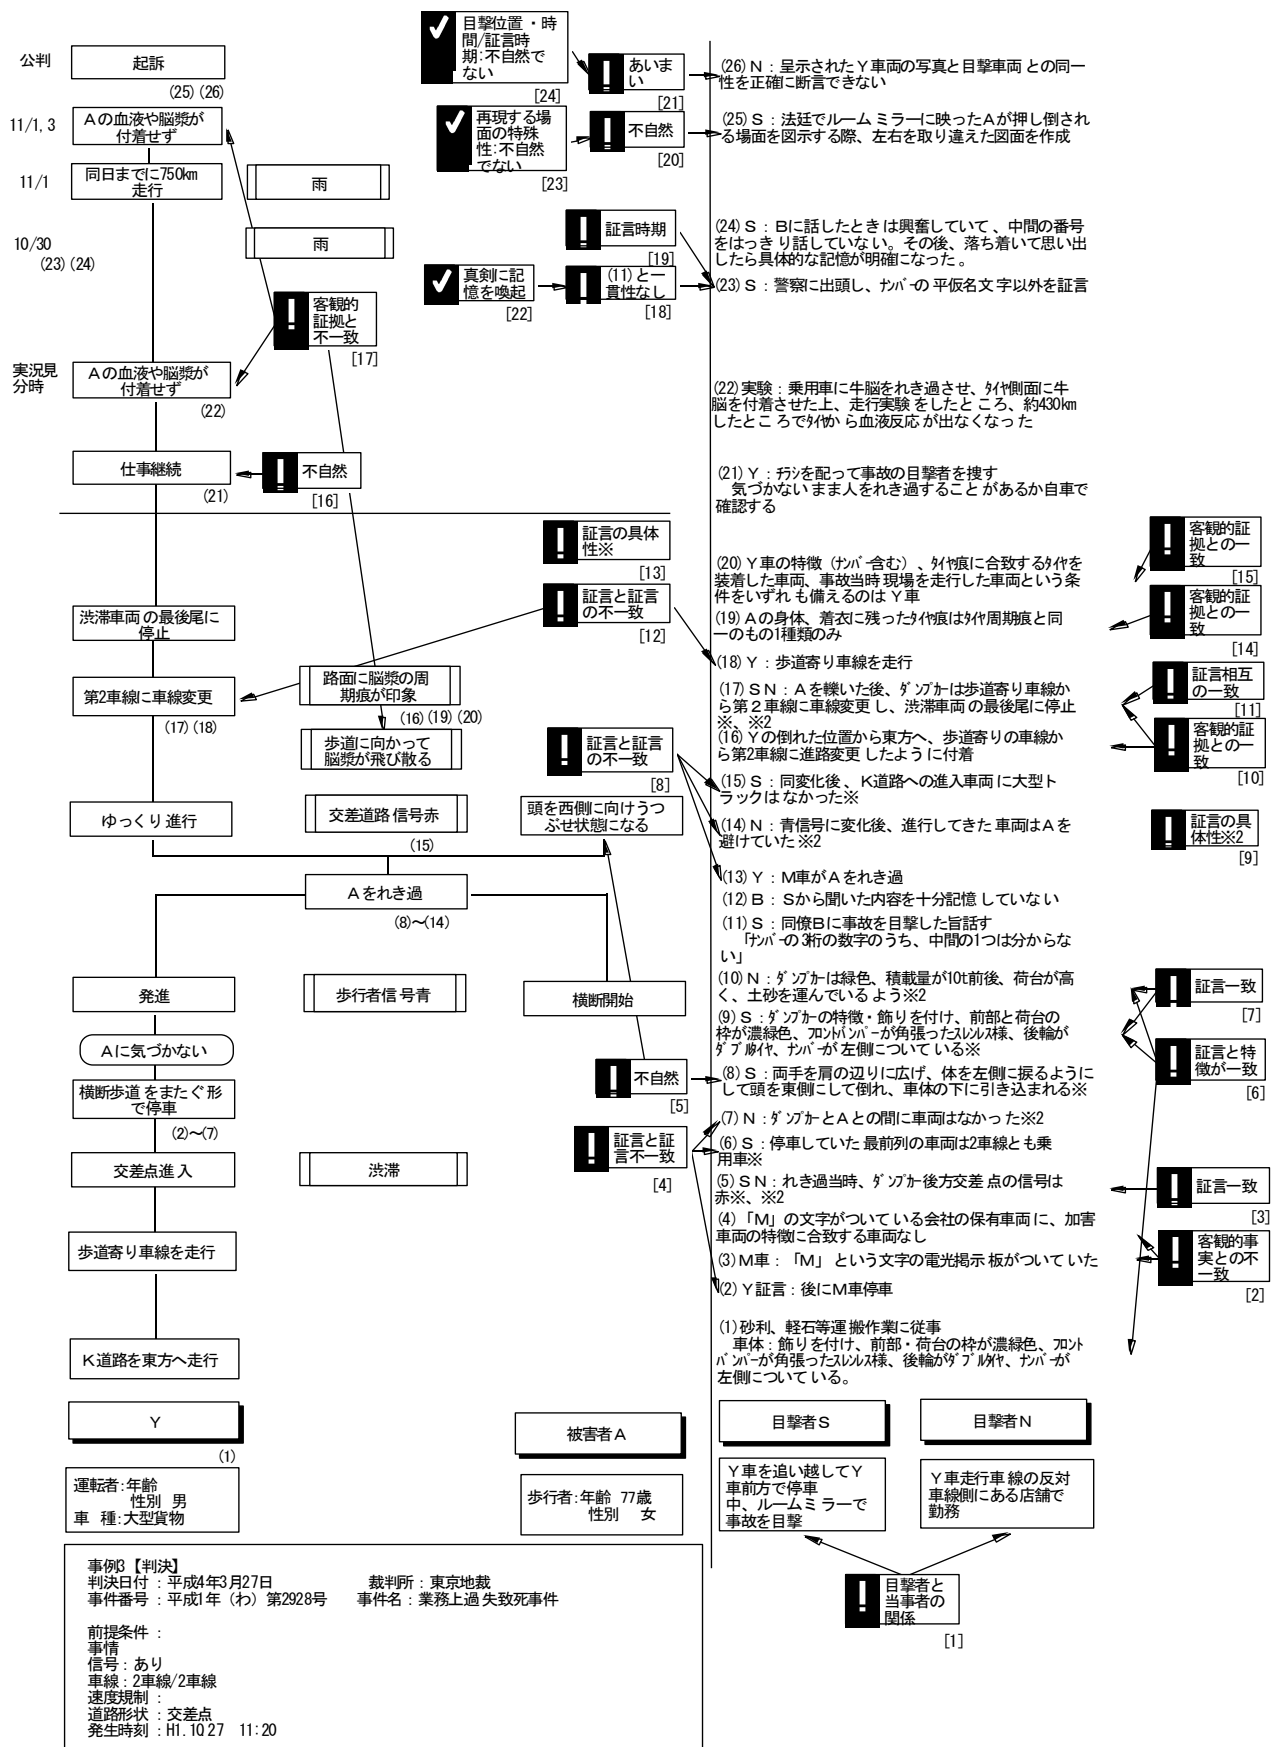 公判
起訴
(25)(26)
目撃位置・時
間/証言時
期:不自然で
ない
[24]
あいま
い
[21]
(26)N：呈示されたY車両の写真と目撃車両との同一
性を正確に断言できない
11/1, 3
Aの血液や脳漿が
付着せず
再現する場
面の特殊
性:不自然
でない
[23]
不自然
[20]
(25)S：法廷でルームミラーに映ったAが押し倒され
る場面を図示する際、左右を取り違えた図面を作成
11/1
同日までに750km
走行
雨
10/30
(23)(24)
雨
証言時期
[19]
(24)S：Bに話したときは興奮していて、中間の番号
をはっきり話していない。その後、落ち着いて思い出
したら具体的な記憶が明確になった。
真剣に記
憶を喚起
[22]
(11)と一
貫性なし
[18]
(23)S：警察に出頭し、ﾅﾝﾊﾞｰの平仮名文字以外を証言
客観的
証拠と
不一致
[17]
実況見
分時
Aの血液や脳漿が
付着せず
(22)
(22)実験：乗用車に牛脳をれき過させ、ﾀｲﾔ側面に牛
脳を付着させた上、走行実験をしたところ、約430km
したところでﾀｲﾔから血液反応が出なくなった
仕事継続
(21)
不自然
[16]
(21)Y：ﾁﾗｼを配って事故の目撃者を捜す
気づかないまま人をれき過することがあるか自車で
確認する
証言の具体
性※
[13]
客観的証
拠との一
致
[15]
(20)Y車の特徴（ﾅﾝﾊﾞｰ含む）、ﾀｲﾔ痕に合致するﾀｲﾔを
装着した車両、事故当時現場を走行した車両という条
件をいずれも備えるのはY車
証言と証言
の不一致
[12]
客観的証
拠との一
致
[14]
渋滞車両の最後尾に
停止
(19)Aの身体、着衣に残ったﾀｲﾔ痕はﾀｲﾔ周期痕と同
一のもの1種類のみ
(18)Y：歩道寄り車線を走行
第2車線に車線変更
(17)(18)
路面に脳漿の周
期痕が印象
(16)(19)(20)
(17)SN：Aを轢いた後、ﾀﾞﾝﾌﾟｶｰは歩道寄り車線か
ら第２車線に車線変更し、渋滞車両の最後尾に停止
※、※2
証言相互
の一致
[11]
歩道に向かって
脳漿が飛び散る
(16)Yの倒れた位置から東方へ、歩道寄りの車線か
ら第2車線に進路変更したように付着
客観的証
拠との一
致
[10]
証言と証言
の不一致
[8]
(15)S：同変化後、K道路への進入車両に大型ト
ラックはなかった※
ゆっくり進行
交差道路信号赤
(15)
頭を西側に向けうつ
ぶせ状態になる
(14)N：青信号に変化後、進行してきた車両はAを
避けていた※2
証言の具
体性※2
[9]
Aをれき過
(8)～(14)
(13)Y：M車がAをれき過
(12)B：Sから聞いた内容を十分記憶していない
(11)S：同僚Bに事故を目撃した旨話す
「ﾅﾝﾊﾞｰの3桁の数字のうち、中間の1つは分からな
い」
発進
歩行者信号青
横断開始
(10)N：ﾀﾞﾝﾌﾟｶｰは緑色、積載量が10t前後、荷台が高
く、土砂を運んでいるよう※2
証言一致
[7]
Aに気づかない
(9)S：ﾀﾞﾝﾌﾟｶｰの特徴・飾りを付け、前部と荷台の
枠が濃緑色、ﾌﾛﾝﾄﾊﾞﾝﾊﾟｰが角張ったｽﾃﾝﾚｽ様、後輪が
ﾀﾞﾌﾞﾙﾀｲﾔ、ﾅﾝﾊﾞｰが左側についている※
証言と特
徴が一致
[6]
横断歩道をまたぐ形
で停車
(2)～(7)
不自然
[5]
(8)S：両手を肩の辺りに広げ、体を左側に捩るように
して頭を東側にして倒れ、車体の下に引き込まれる※
(7)N：ﾀﾞﾝﾌﾟｶｰとAとの間に車両はなかった※2
交差点進入
渋滞
証言と証
言不一致
[4]
(6)S：停車していた最前列の車両は2車線とも乗
用車※
(5)SN：れき過当時、ﾀﾞﾝﾌﾟｶｰ後方交差点の信号は
赤※、※2
証言一致
[3]
(4)「M」の文字がついている会社の保有車両に、加害
車両の特徴に合致する車両なし
歩道寄り車線を走行
(3)M車：「M」という文字の電光掲示板がついていた
客観的事
実との不
一致
[2]
(2)Y証言：後にM車停車
K道路を東方へ走行
(1)砂利、軽石等運搬作業に従事
車体：飾りを付け、前部・荷台の枠が濃緑色、ﾌﾛﾝﾄ
ﾊﾞﾝﾊﾟｰが角張ったｽﾃﾝﾚｽ様、後輪がﾀﾞﾌﾞﾙﾀｲﾔ、ﾅﾝﾊﾞｰが
左側についている。
Y
(1)
被害者A
目撃者S
目撃者N
運転者:年齢
性別 男
車 種:大型貨物
歩行者:年齢 77歳
性別 女
Y車を追い越してY
車前方で停車
中、ルームミラーで
事故を目撃
Y車走行車線の反対
車線側にある店舗で
勤務
目撃者と
当事者の
関係
[1]
事例3【判決】
判決日付：平成4年3月27日 裁判所：東京地裁
事件番号：平成1年（わ）第2928号 事件名：業務上過失致死事件
前提条件：
事情
信号：あり
車線：2車線/2車線
速度規制：
道路形状：交差点
発生時刻：H1.10.27 11:20